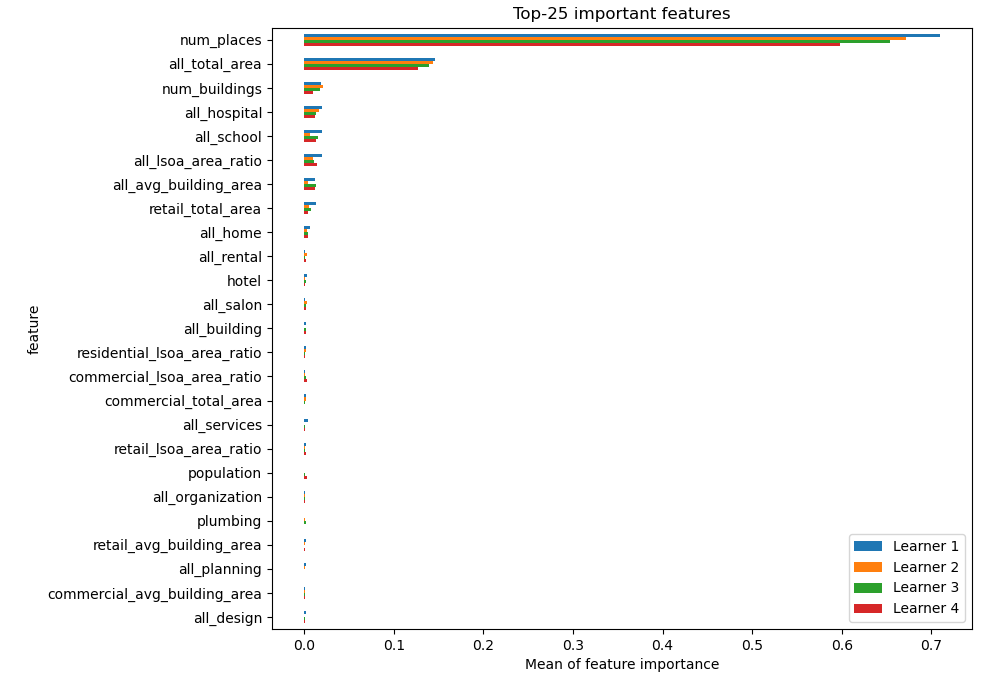 Top-25 important features
num_places
all_total_area
num_buildings
all_hospital
all_school
all_lsoa_area_ratio
all_avg_building_area
retail_total_area
all_home
all_rental
hotel
all_salon
all_building
residential_lsoa_area_ratio
commercial_lsoa_area_ratio
commercial_total_area
all_services
retail_lsoa_area_ratio
population
all_organization
plumbing
retail_avg_building_area
all_planning
commercial_avg_building_area
all_design
feature
Learner 1
Learner 2
Learner 3
Learner 4
0.0 0.1 0.2 0.3 0.4 0.5 0.6 0.7
Mean of feature importance